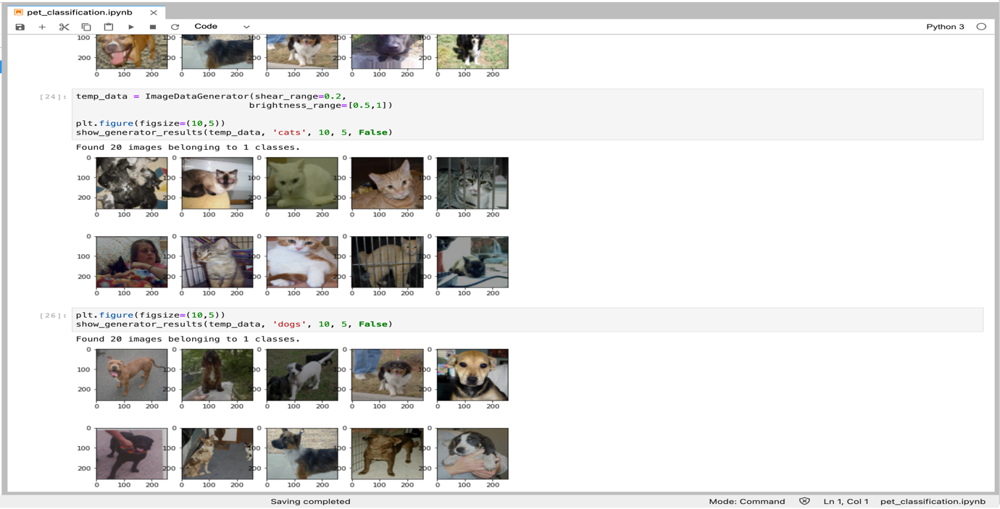 pet_classification.ipynb
Code
Python 3
100 100 100 100 100
200 200 200 200 200
0 100 200 0 100 200 0 100 200 0 100 200 0 100 200
[24]: temp_data = ImageDataGenerator(shear_range=0.2,
brightness_range=[0.5,1])
plt.figure(figsize=(10,5))
show_generator_results(temp_data, 'cats', 10, 5, False)
Found 20 images belonging to 1 classes.
0 0 0 0 0
100 100 100 100 100
200 200 200 200 200
0 100 200 0 100 200 0 100 200 0 100 200 0 100 200
0 0 0 0 0
100 100 100 100 100
200 200 200 200 200
0 100 200 0 100 200 0 100 200 0 100 200 0 100 200
[26]: plt.figure(figsize=(10,5))
show_generator_results(temp_data, 'dogs', 10, 5, False)
Found 20 images belonging to 1 classes.
0 0 0 0 0
100 100 100 100 100
200 200 200 200 200
0 100 200 0 100 200 0 100 200 0 100 200 0 100 200
0 0 0 0 0
100 100 100 100 100
200 200 200 200 200
0 100 200 0 100 200 0 100 200 0 100 200 0 100 200
Saving completed
Mode: Command
Ln 1, Col 1
pet_classification.ipynb